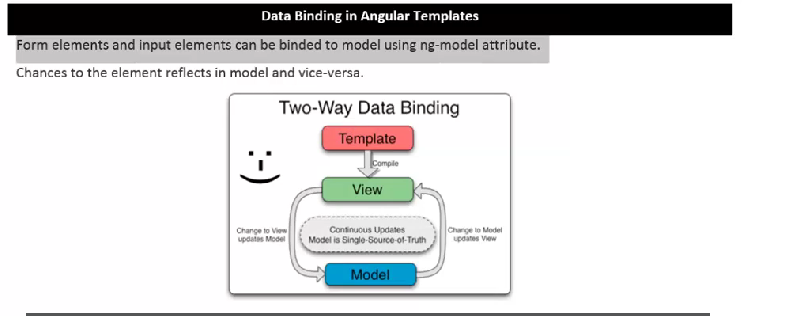 Data Binding in Angular Templates
Form elements and input elements can be binded to model using ng-model attribute.
Chances to the element reflects in model and vice-versa.
Two-Way Data Binding
Template
Compile
View
Change to View
updates Model
Continuous Updates
Model is Single-Source-of-Truth
Change to Model
updates View
Model